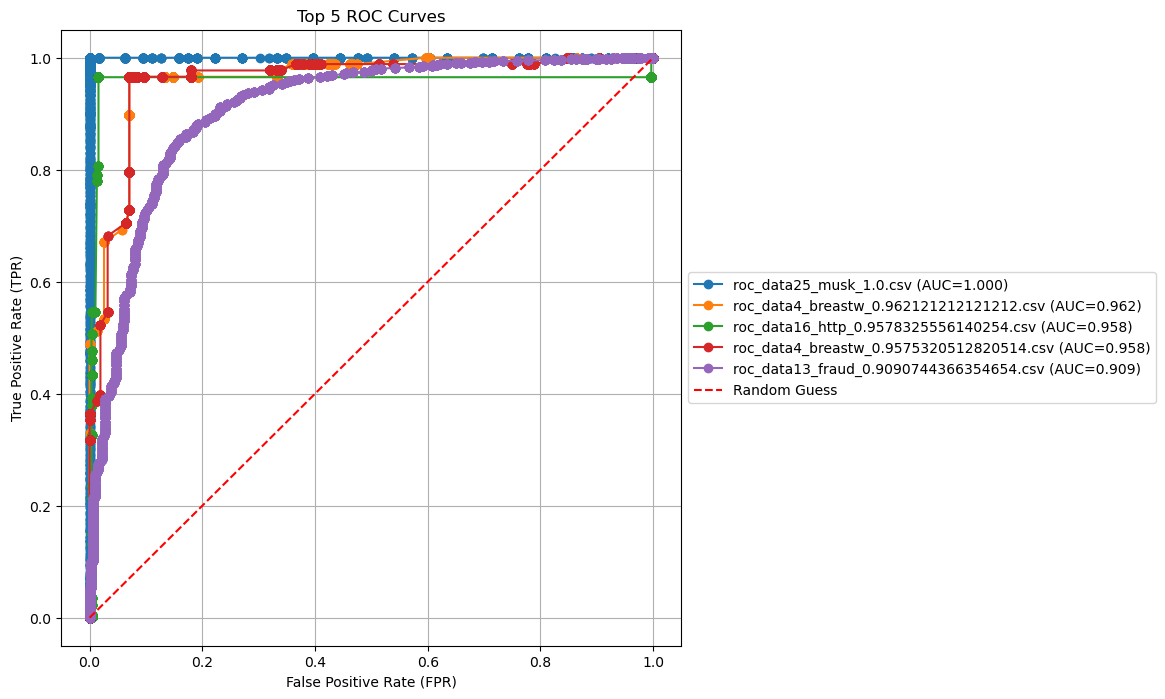 Top 5 ROC Curves
True Positive Rate (TPR)
1.0
0.8
0.6
0.4
0.2
0.0
0.0 0.2 0.4 0.6 0.8 1.0
False Positive Rate (FPR)
roc_data25_musk_1.0.csv (AUC=1.000)
roc_data4_breastw_0.962121212121212.csv (AUC=0.962)
roc_data16_http_0.9578325556140254.csv (AUC=0.958)
roc_data4_breastw_0.9575320512820514.csv (AUC=0.958)
roc_data13_fraud_0.9090744366354654.csv (AUC=0.909)
Random Guess